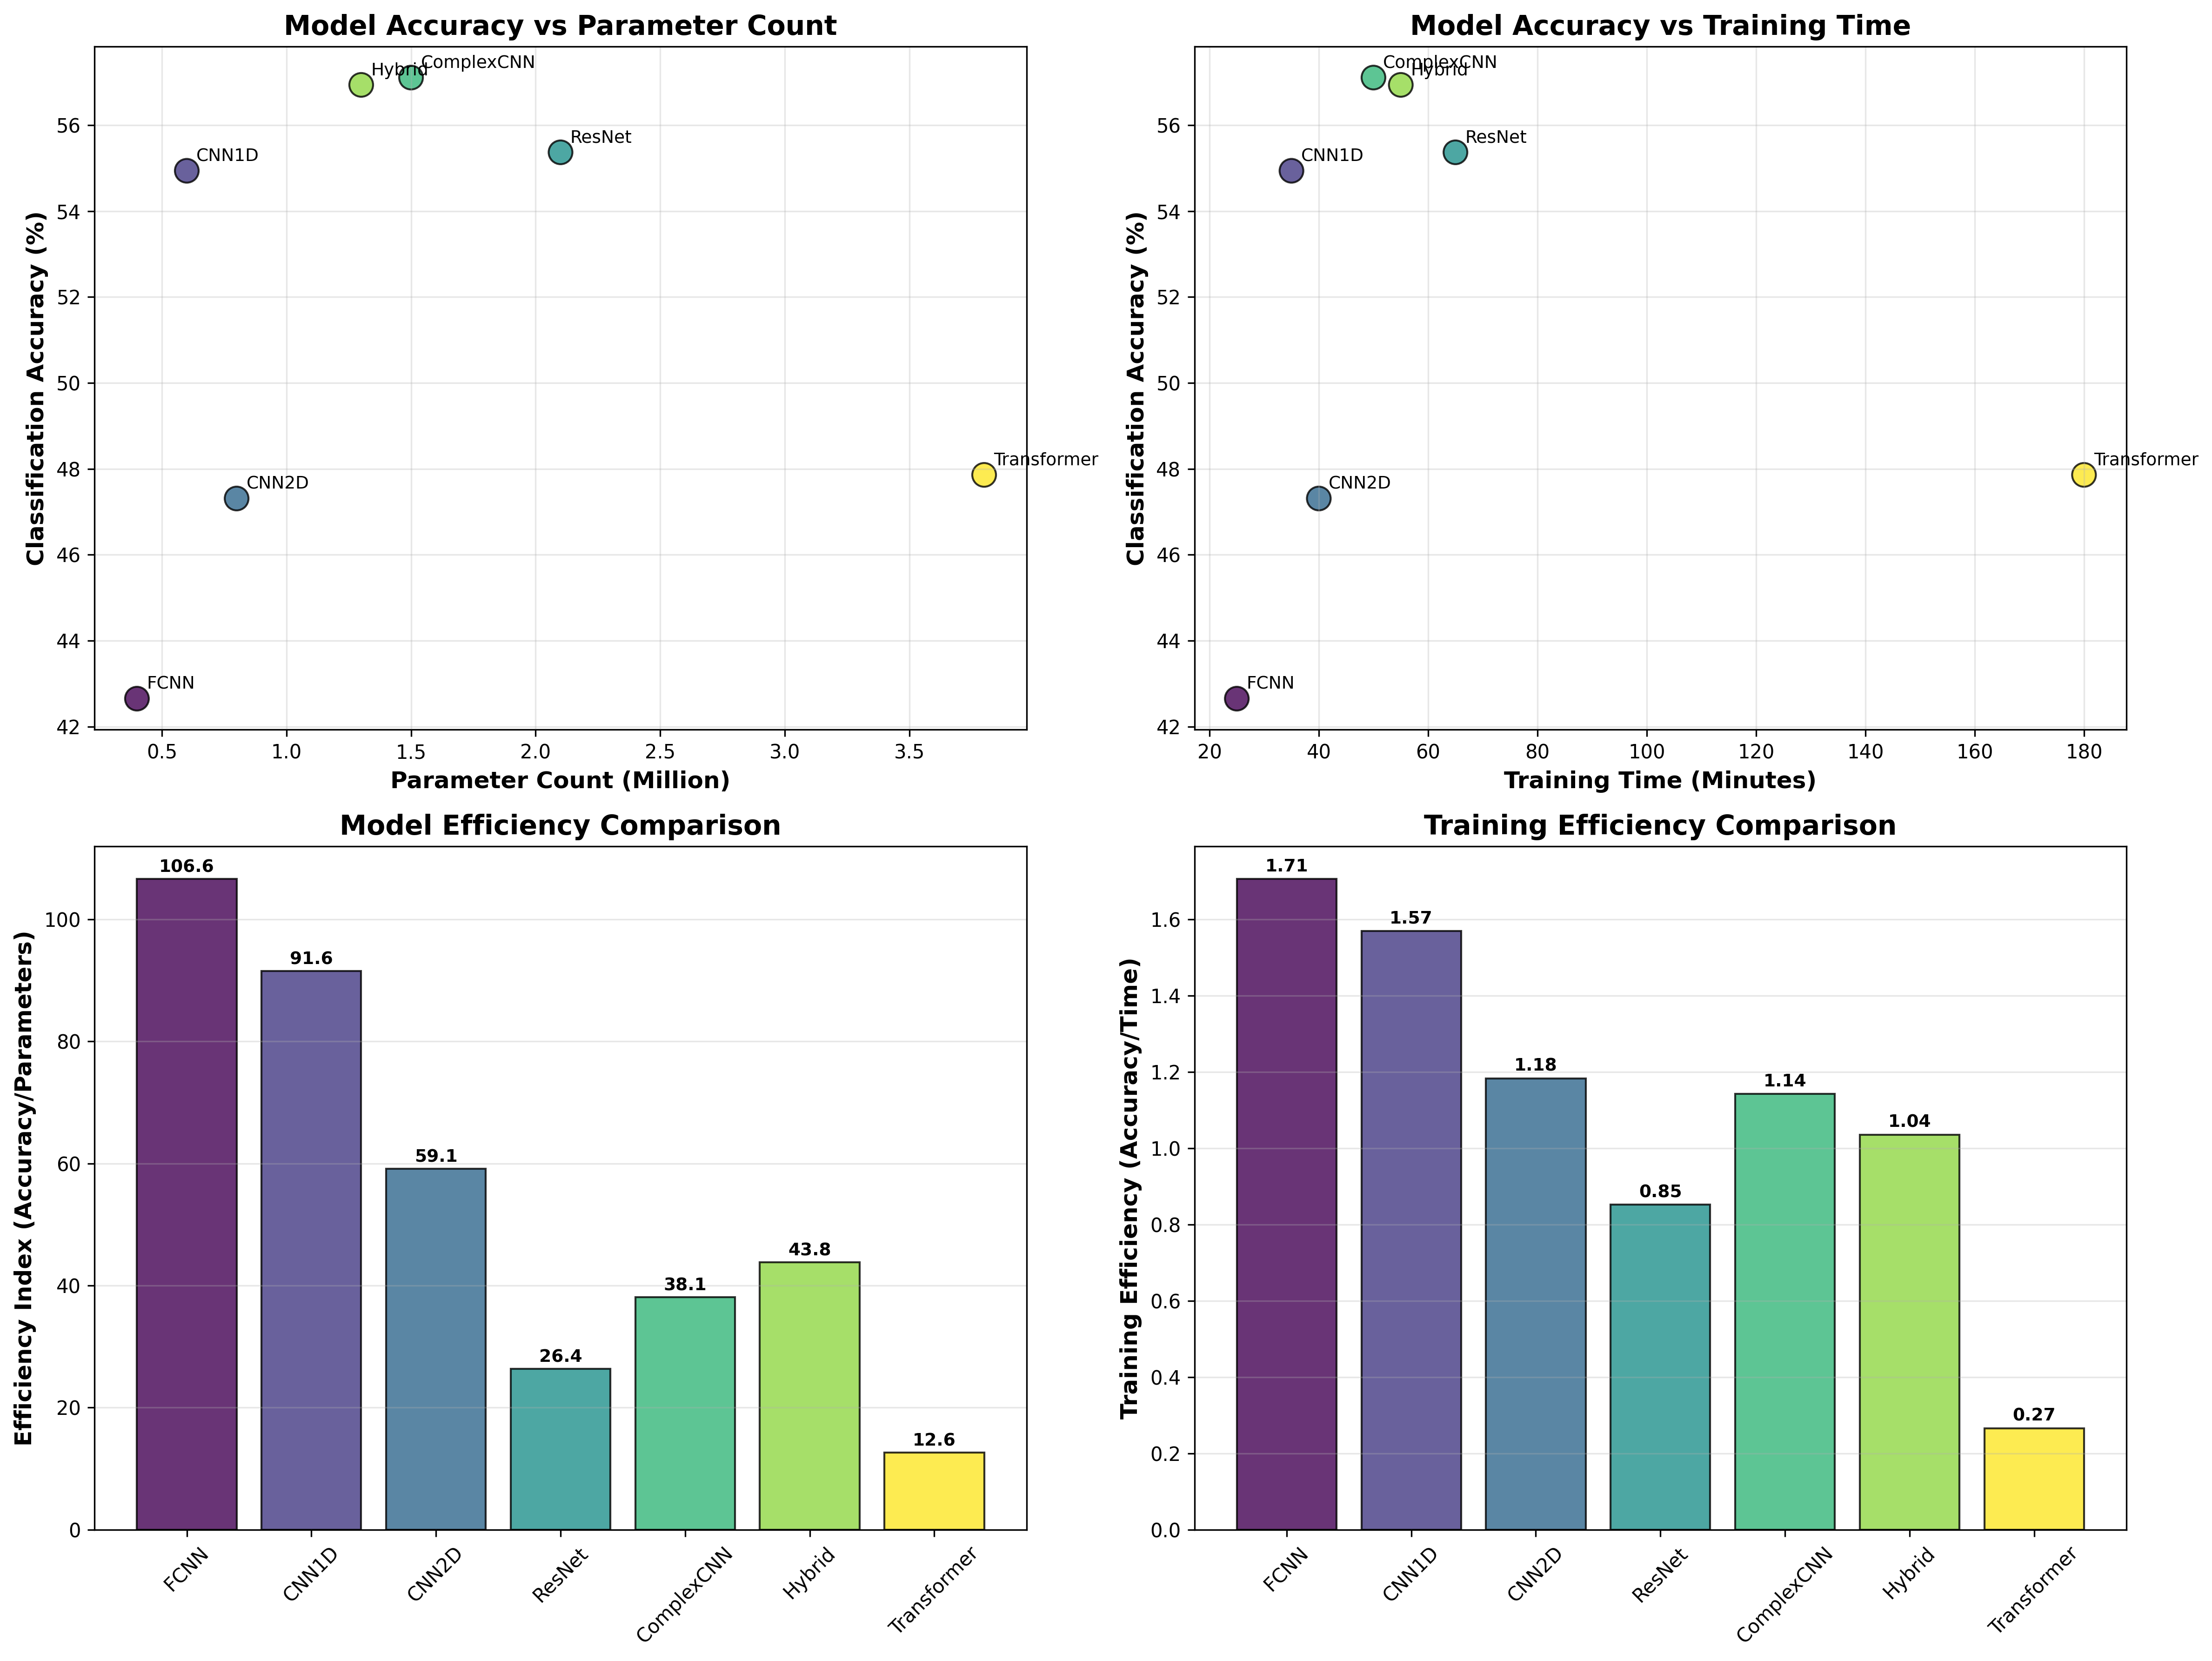 Model Accuracy vs Parameter Count
Classification Accuracy (%)
56
54
52
50
48
46
44
42
Hybrid
ComplexCNN
ResNet
CNN1D
Transformer
CNN2D
FCNN
0.5 1.0 1.5 2.0 2.5 3.0 3.5
Parameter Count (Million)
Model Accuracy vs Training Time
Classification Accuracy (%)
56
54
52
50
48
46
44
42
ComplexCNN
Hybrid
ResNet
CNN1D
Transformer
CNN2D
FCNN
20 40 60 80 100 120 140 160 180
Training Time (Minutes)
Model Efficiency Comparison
Efficiency Index (Accuracy/Parameters)
100
80
60
40
20
0
106.6
91.6
59.1
26.4
38.1
43.8
12.6
FCNN
CNN1D
CNN2D
ResNet
ComplexCNN
Hybrid
Transformer
Training Efficiency Comparison
Training Efficiency (Accuracy/Time)
1.6
1.4
1.2
1.0
0.8
0.6
0.4
0.2
0.0
1.71
1.57
1.18
0.85
1.14
1.04
0.27
FCNN
CNN1D
CNN2D
ResNet
ComplexCNN
Hybrid
Transformer